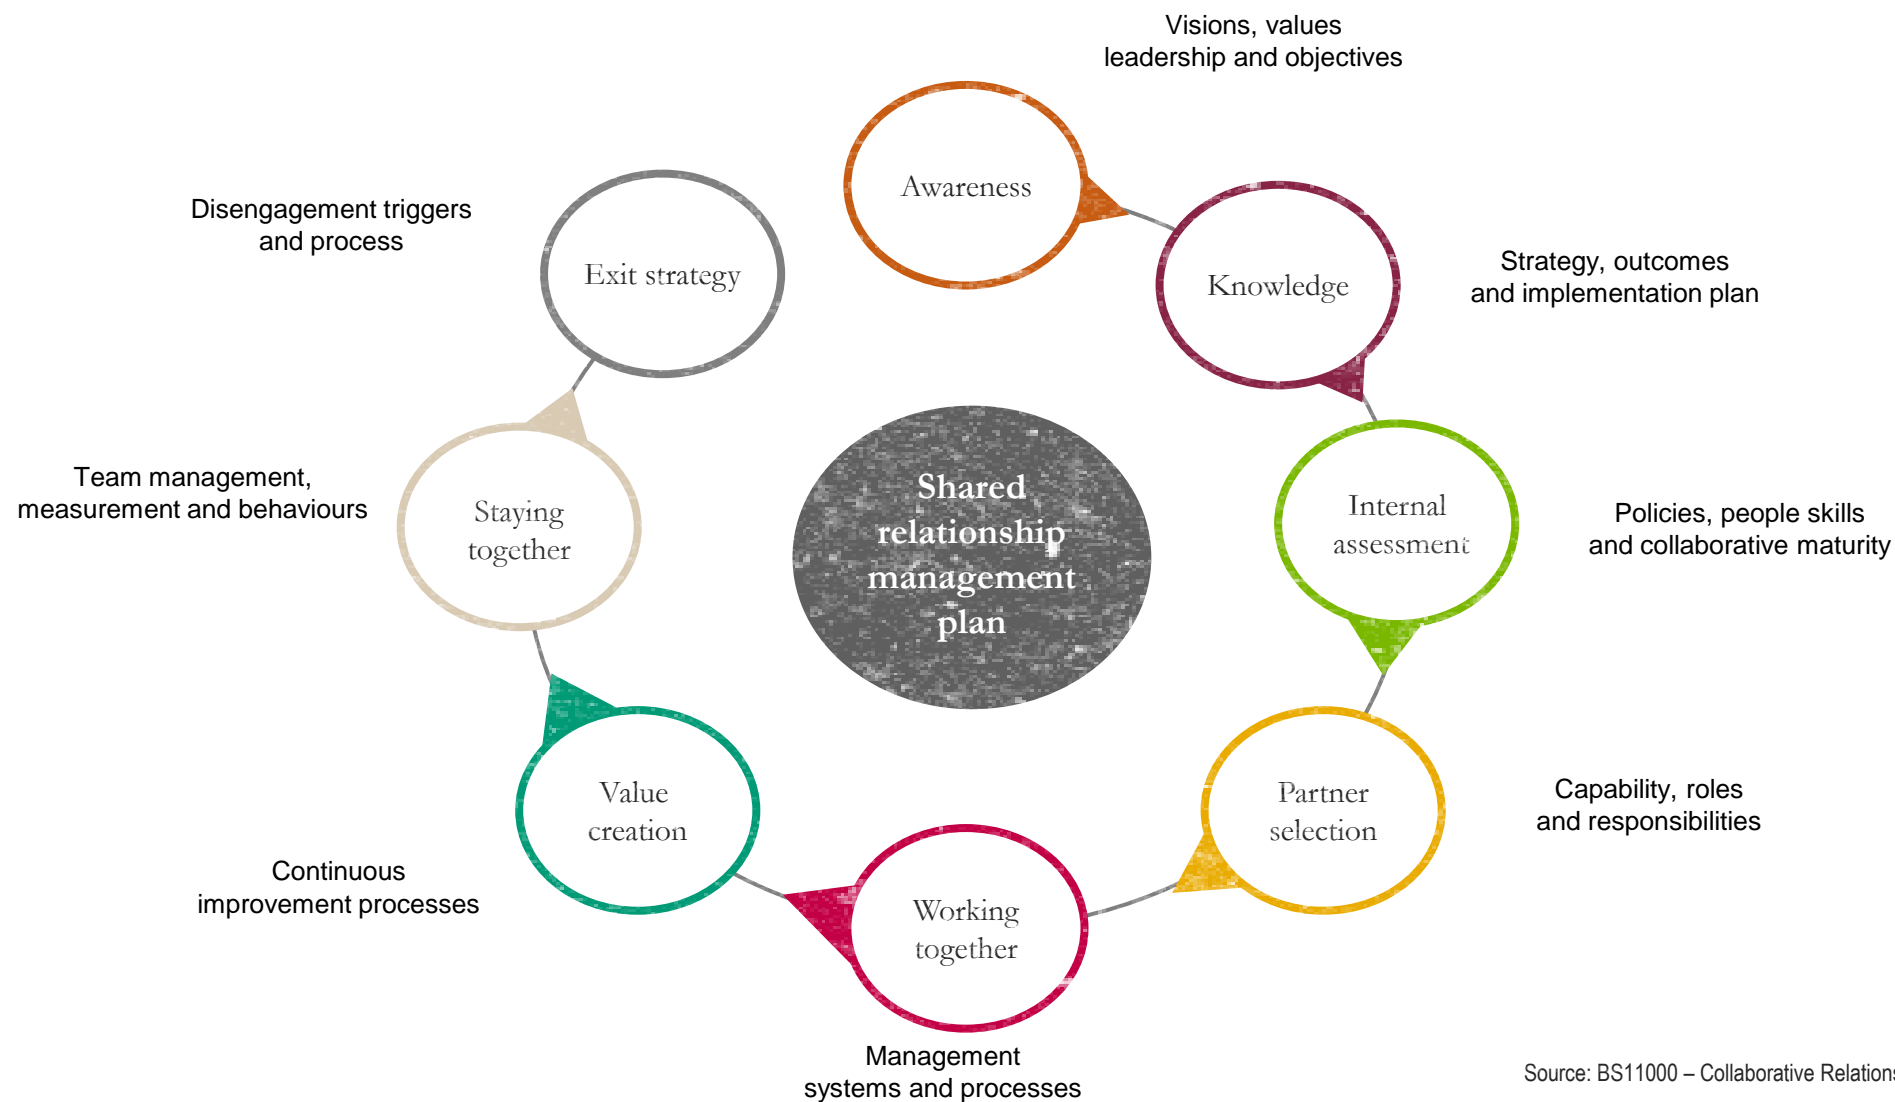 Visions, values
leadership and objectives
Awareness
Knowledge
Strategy, outcomes
and implementation plan
Internal
assessment
Policies, people skills
and collaborative maturity
Partner
selection
Capability, roles
and responsibilities
Working
together
Management
systems and processes
Value
creation
Continuous
improvement processes
Staying
together
Team management,
measurement and behaviours
Exit strategy
Disengagement triggers
and process
Shared
relationship
management
plan
Source: BS11000 – Collaborative Relations